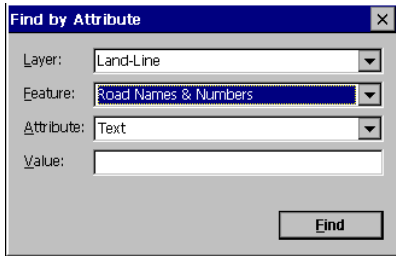 Find by Attribute
Layer: Land-Line
Feature: Road Names & Numbers
Attribute: Text
Value:
Find